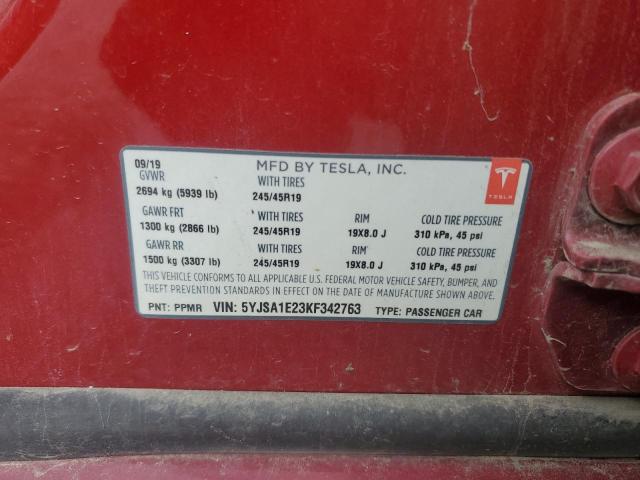 09/19 MFD BY TESLA, INC.
GVWR WITH TIRES
2694 kg (5939 lb) 245/45R19
TESLA
GAWR FRT WITH TIRES RIM COLD TIRE PRESSURE
1300 kg (2866 lb) 245/45R19 19X8.0 J 310 kPa, 45 psi
GAWR RR WITH TIRES RIM COLD TIRE PRESSURE
1500 kg (3307 lb) 245/45R19 19X8.0 J 310 kPa, 45 psi
THIS VEHICLE CONFORMS TO ALL APPLICABLE U.S. FEDERAL MOTOR VEHICLE SAFETY, BUMPER, AND
THEFT PREVENTION STANDARDS IN EFFECT ON THE DATE OF MANUFACTURE SHOWN ABOVE.
PNT: PPMR VIN: 5YJSA1E23KF342763 TYPE: PASSENGER CAR